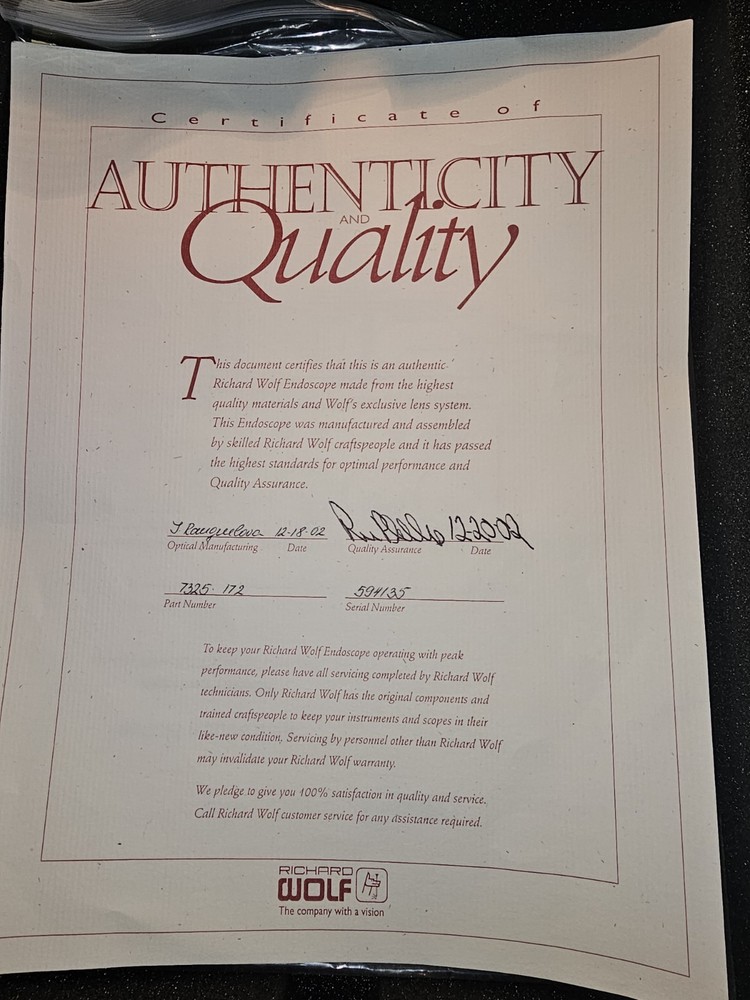 Certificate of
AUTHENTICITY
AND
Quality
This document certifies that this is an authentic
Richard Wolf Endoscope made from the highest
quality materials and Wolf's exclusive lens system.
This Endoscope was manufactured and assembled
by skilled Richard Wolf craftspeople and it has passed
the highest standards for optimal performance and
Quality Assurance.
12-18-02 12-20-02
Optical Manufacturing Date Quality Assurance Date
7325-172 594135
Part Number Serial Number
To keep your Richard Wolf Endoscope operating with peak
performance, please have all servicing completed by Richard Wolf
technicians. Only Richard Wolf has the original components and
trained craftspeople to keep your instruments and scopes in their
like-new condition. Servicing by personnel other than Richard Wolf
may invalidate your Richard Wolf warranty.
We pledge to give you 100% satisfaction in quality and service.
Call Richard Wolf customer service for any assistance required.
RICHARD
WOLF
The company with a vision